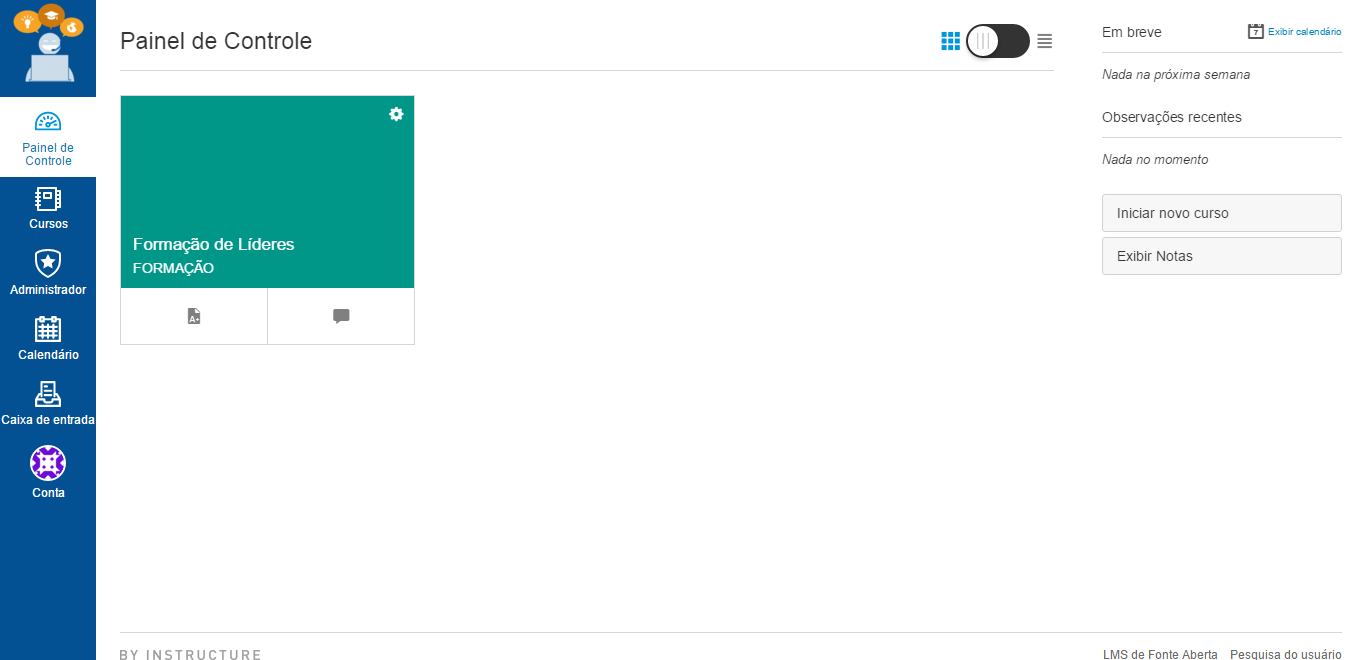 Painel de
Controle
Cursos
Administrador
Calendário
Caixa de entrada
Conta
Painel de Controle
Formação de Líderes
FORMAÇÃO
A+
Em breve
7 Exibir calendário
Nada na próxima semana
Observações recentes
Nada no momento
Iniciar novo curso
Exibir Notas
BY INSTRUCTURE
LMS de Fonte Aberta Pesquisa do usuário